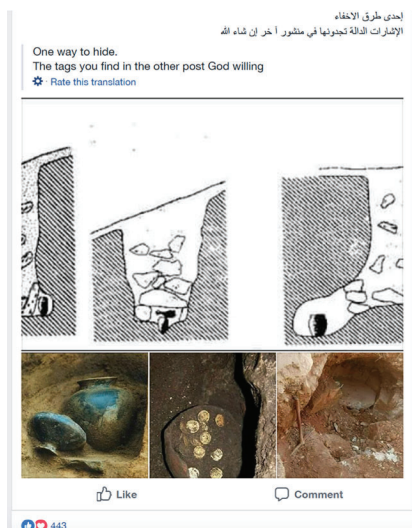 إحدى طرق الاخفاء
الإشارات الدالة تجدونها في منشور أ خر إن شاء الله
One way to hide.
The tags you find in the other post God willing
· Rate this translation
Like
Comment
443